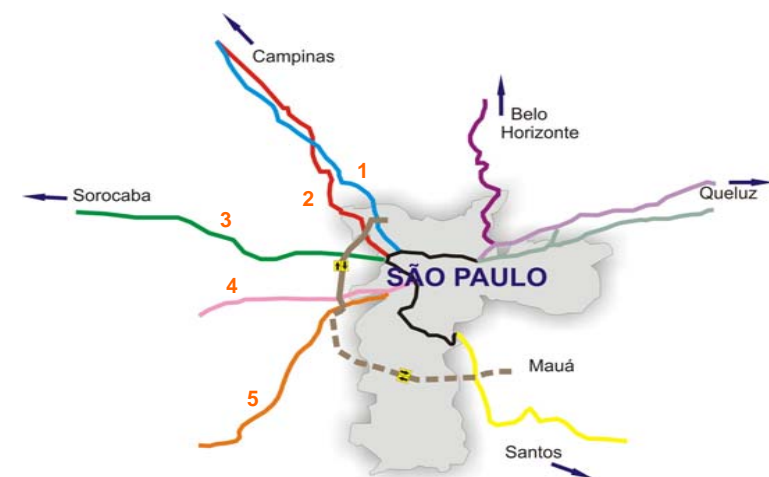 Campinas
Belo
Horizonte
1
Sorocaba
2
Queluz
3
SÃO PAULO
4
Mauá
5
Santos